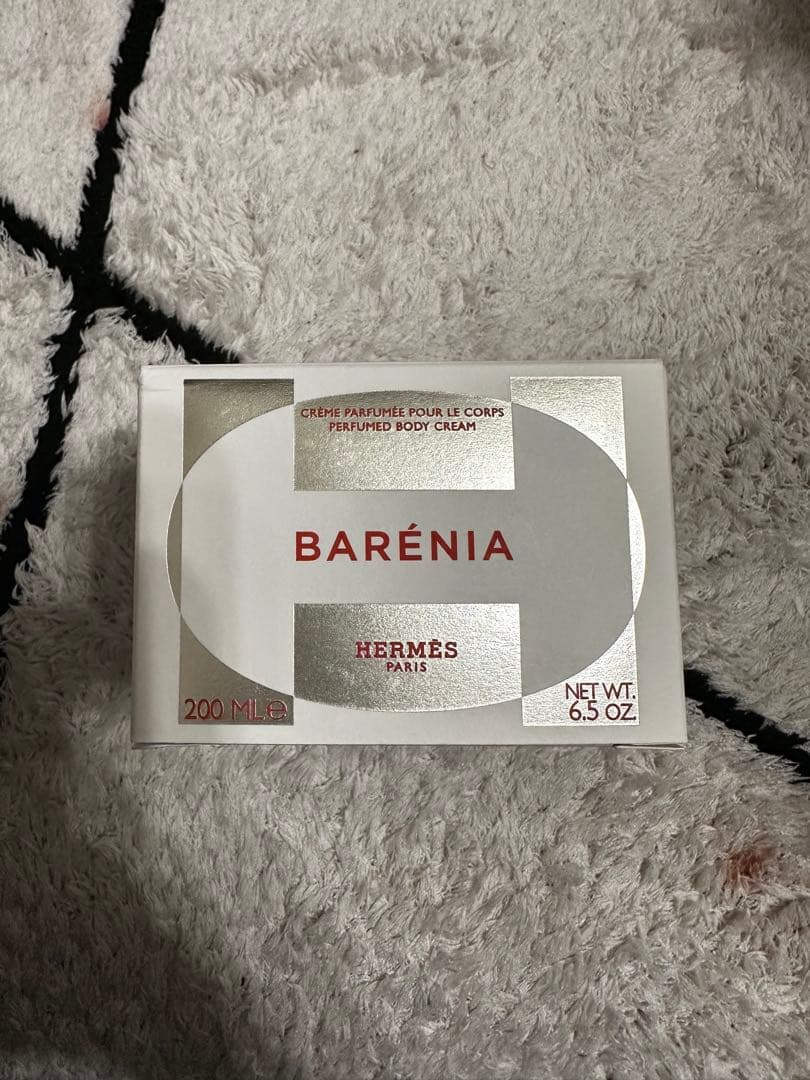 CRÈME PARFUMÉE POUR LE CORPS
PERFUMED BODY CREAM
BARÉNIA
HERMÈS
PARIS
200 ML℮
NET WT.
6.5 OZ.